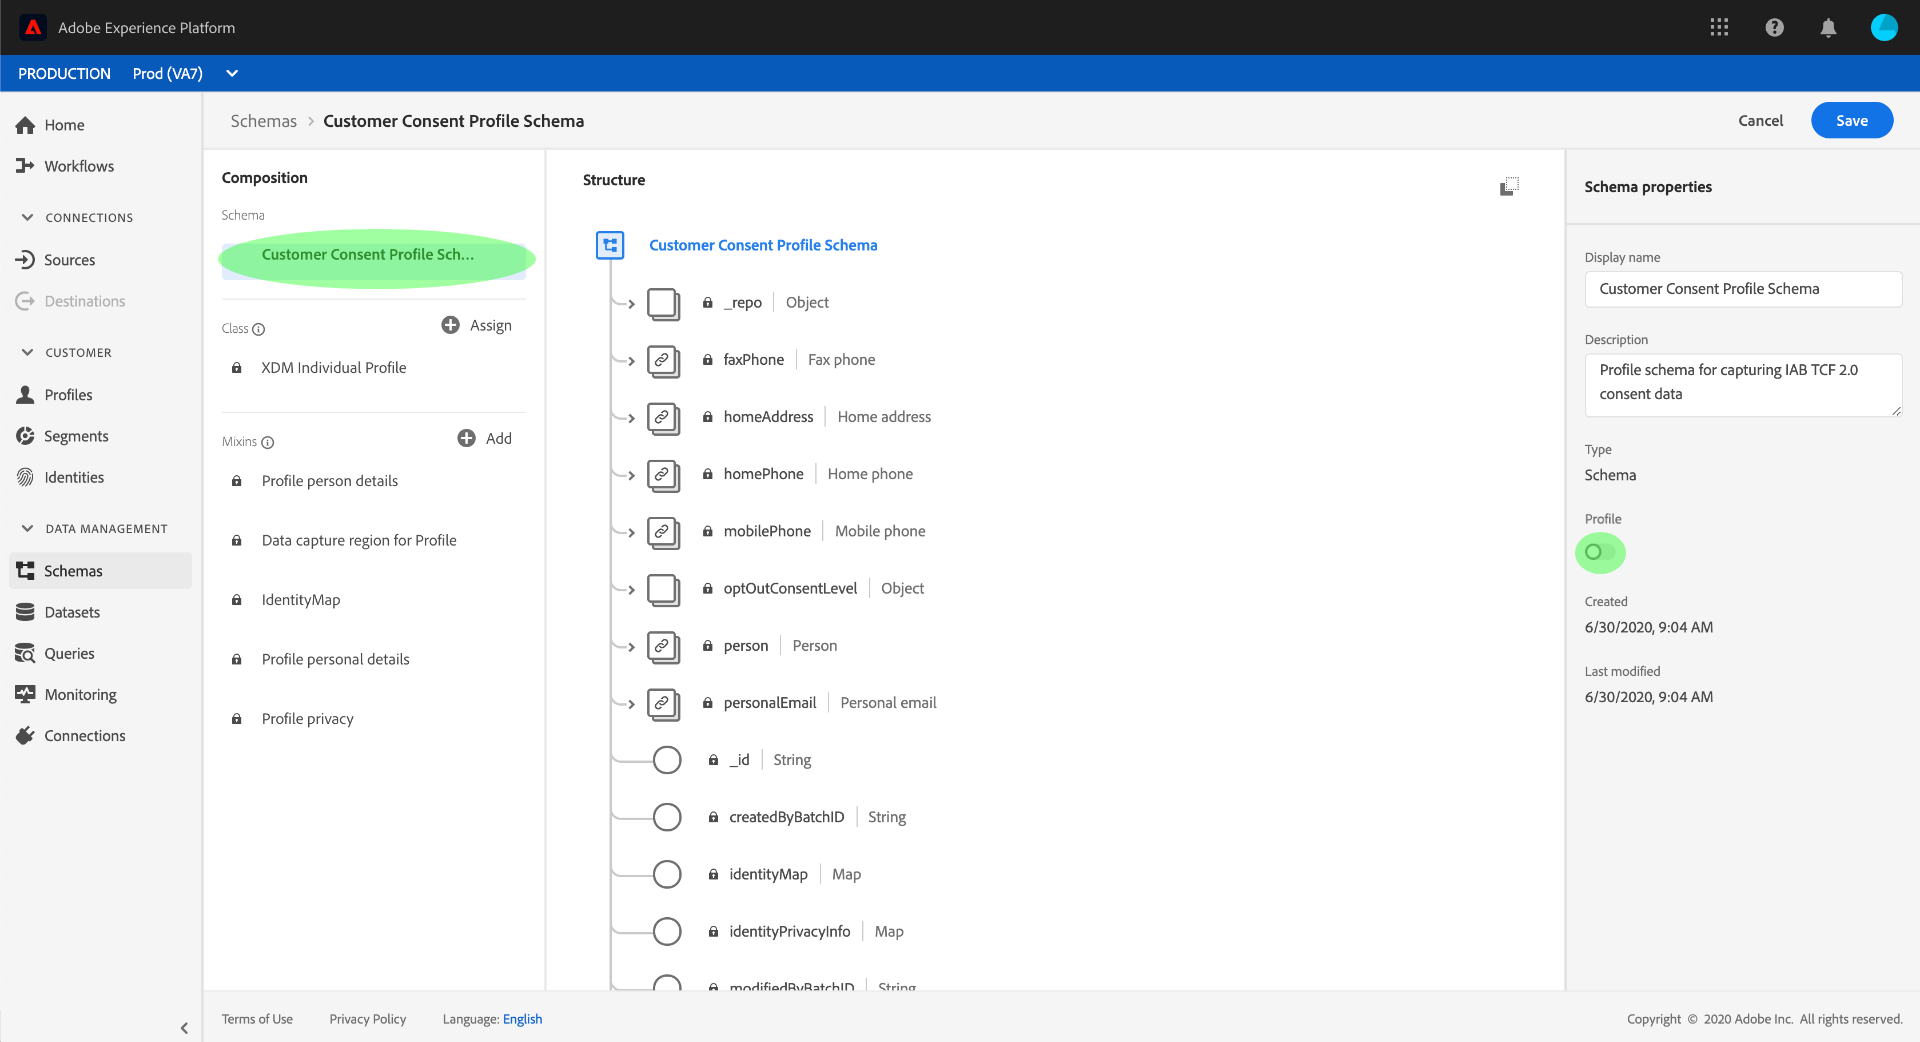 Adobe Experience Platform
PRODUCTION Prod (VA7)
Home
Workflows
CONNECTIONS
Sources
Destinations
CUSTOMER
Profiles
Segments
Identities
DATA MANAGEMENT
Schemas
Datasets
Queries
Monitoring
Connections
Schemas > Customer Consent Profile Schema
Cancel
Save
Composition
Schema
Customer Consent Profile Sch...
Class
Assign
XDM Individual Profile
Mixins
Add
Profile person details
Data capture region for Profile
IdentityMap
Profile personal details
Profile privacy
Structure
Customer Consent Profile Schema
_repo | Object
faxPhone | Fax phone
homeAddress | Home address
homePhone | Home phone
mobilePhone | Mobile phone
optOutConsentLevel | Object
person | Person
personalEmail | Personal email
_id | String
createdByBatchID | String
identityMap | Map
identityPrivacyInfo | Map
modifiedByBatchID | String
Schema properties
Display name
Customer Consent Profile Schema
Description
Profile schema for capturing IAB TCF 2.0
consent data
Type
Schema
Profile
Created
6/30/2020, 9:04 AM
Last modified
6/30/2020, 9:04 AM
Terms of Use
Privacy Policy
Language: English
Copyright © 2020 Adobe Inc. All rights reserved.